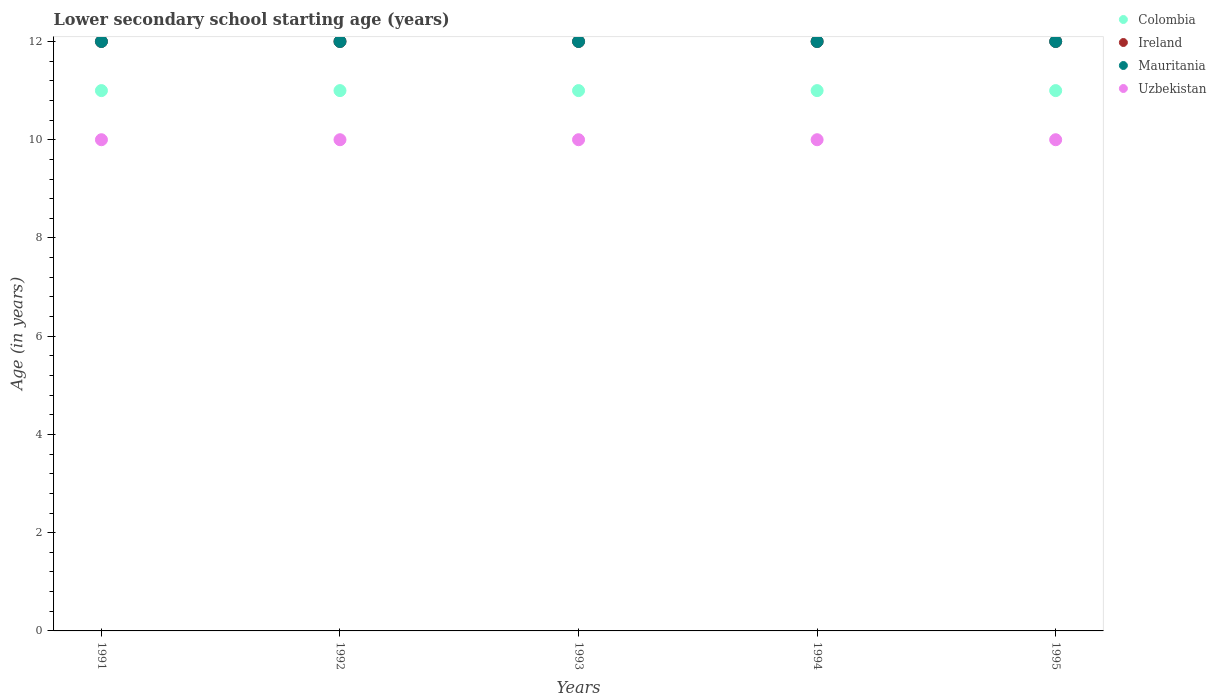 Lower secondary school starting age (years)
Colombia
Ireland
Mauritania
Uzbekistan
Age (in years)
12
10
8
6
4
2
0
1991
1992
1993
1994
1995
Years